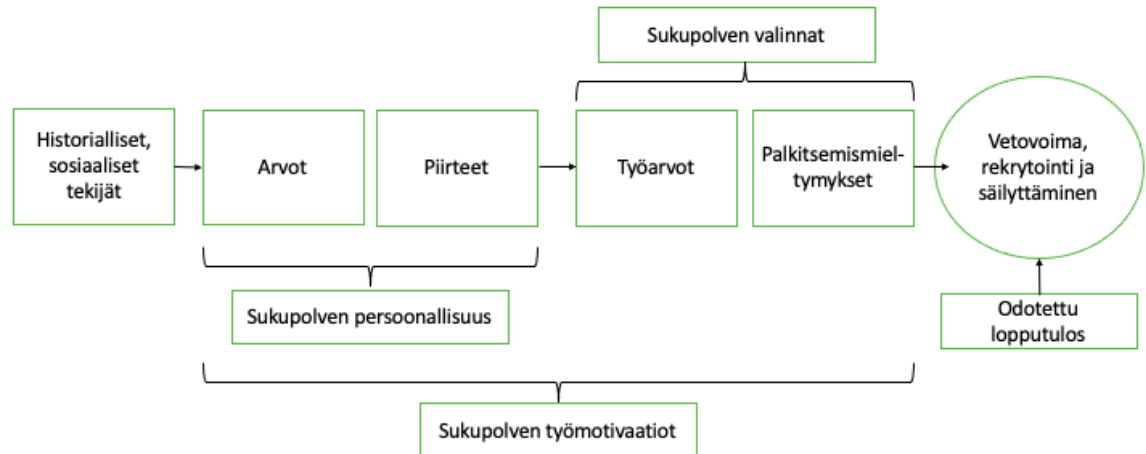 Sukupolven valinnat
Historialliset,
sosiaaliset
tekijät
Arvot
Piirteet
Työarvot
Palkitsemismiel-
tymykset
Vetovoima,
rekrytointi ja
säilyttäminen
Sukupolven persoonallisuus
Odotettu
lopputulos
Sukupolven työmotivaatiot